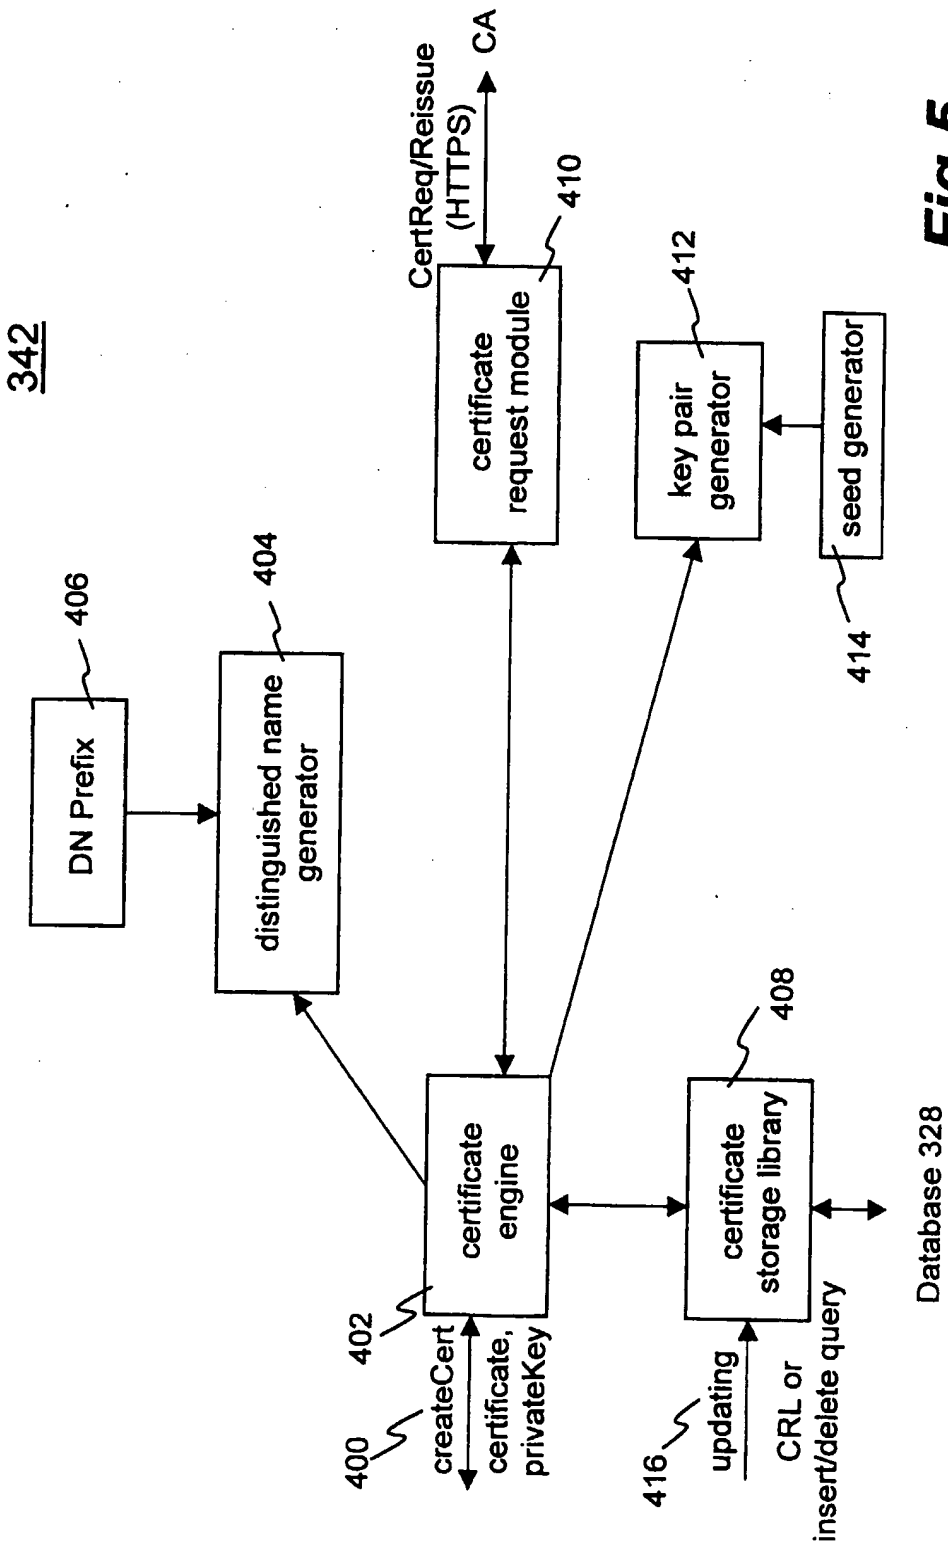 342
406
DN Prefix
404
distinguished name
generator
CertReq/Reissue
(HTTPS)
CA
400
createCert
certificate,
privateKey
402
certificate
engine
certificate
request module
410
412
key pair
generator
416
updating
CRL or
insert/delete query
408
certificate
storage library
Database 328
414
seed generator
Fig 5